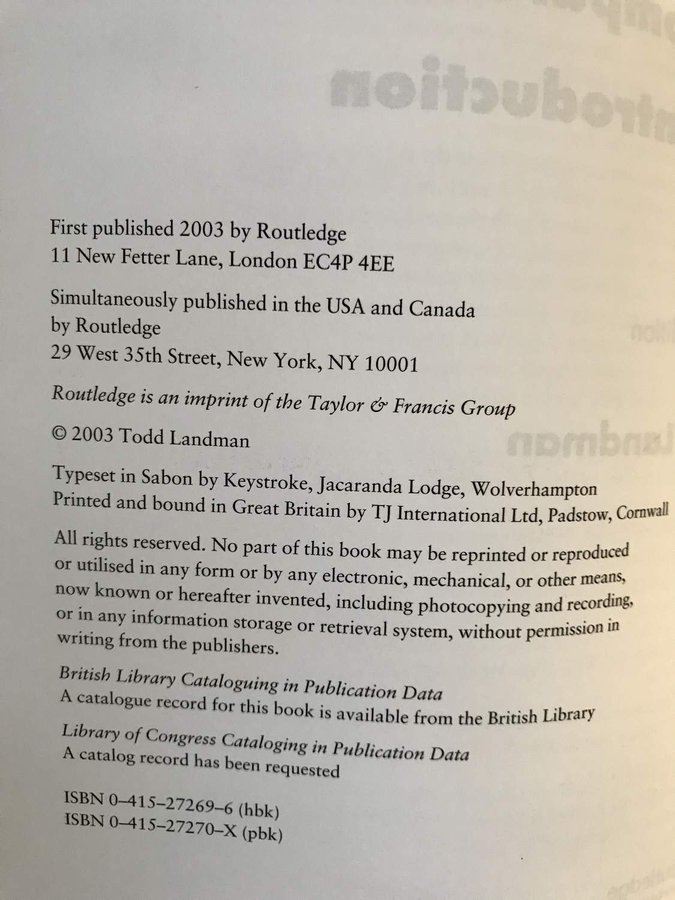 First published 2003 by Routledge
11 New Fetter Lane, London EC4P 4EE
Simultaneously published in the USA and Canada
by Routledge
29 West 35th Street, New York, NY 10001
Routledge is an imprint of the Taylor & Francis Group
© 2003 Todd Landman
Typeset in Sabon by Keystroke, Jacaranda Lodge, Wolverhampton
Printed and bound in Great Britain by TJ International Ltd, Padstow, Cornwall
All rights reserved. No part of this book may be reprinted or reproduced
or utilised in any form or by any electronic, mechanical, or other means,
now known or hereafter invented, including photocopying and recording,
or in any information storage or retrieval system, without permission in
writing from the publishers.
British Library Cataloguing in Publication Data
A catalogue record for this book is available from the British Library
Library of Congress Cataloging in Publication Data
A catalog record has been requested
ISBN 0–415–27269–6 (hbk)
ISBN 0–415–27270–X (pbk)